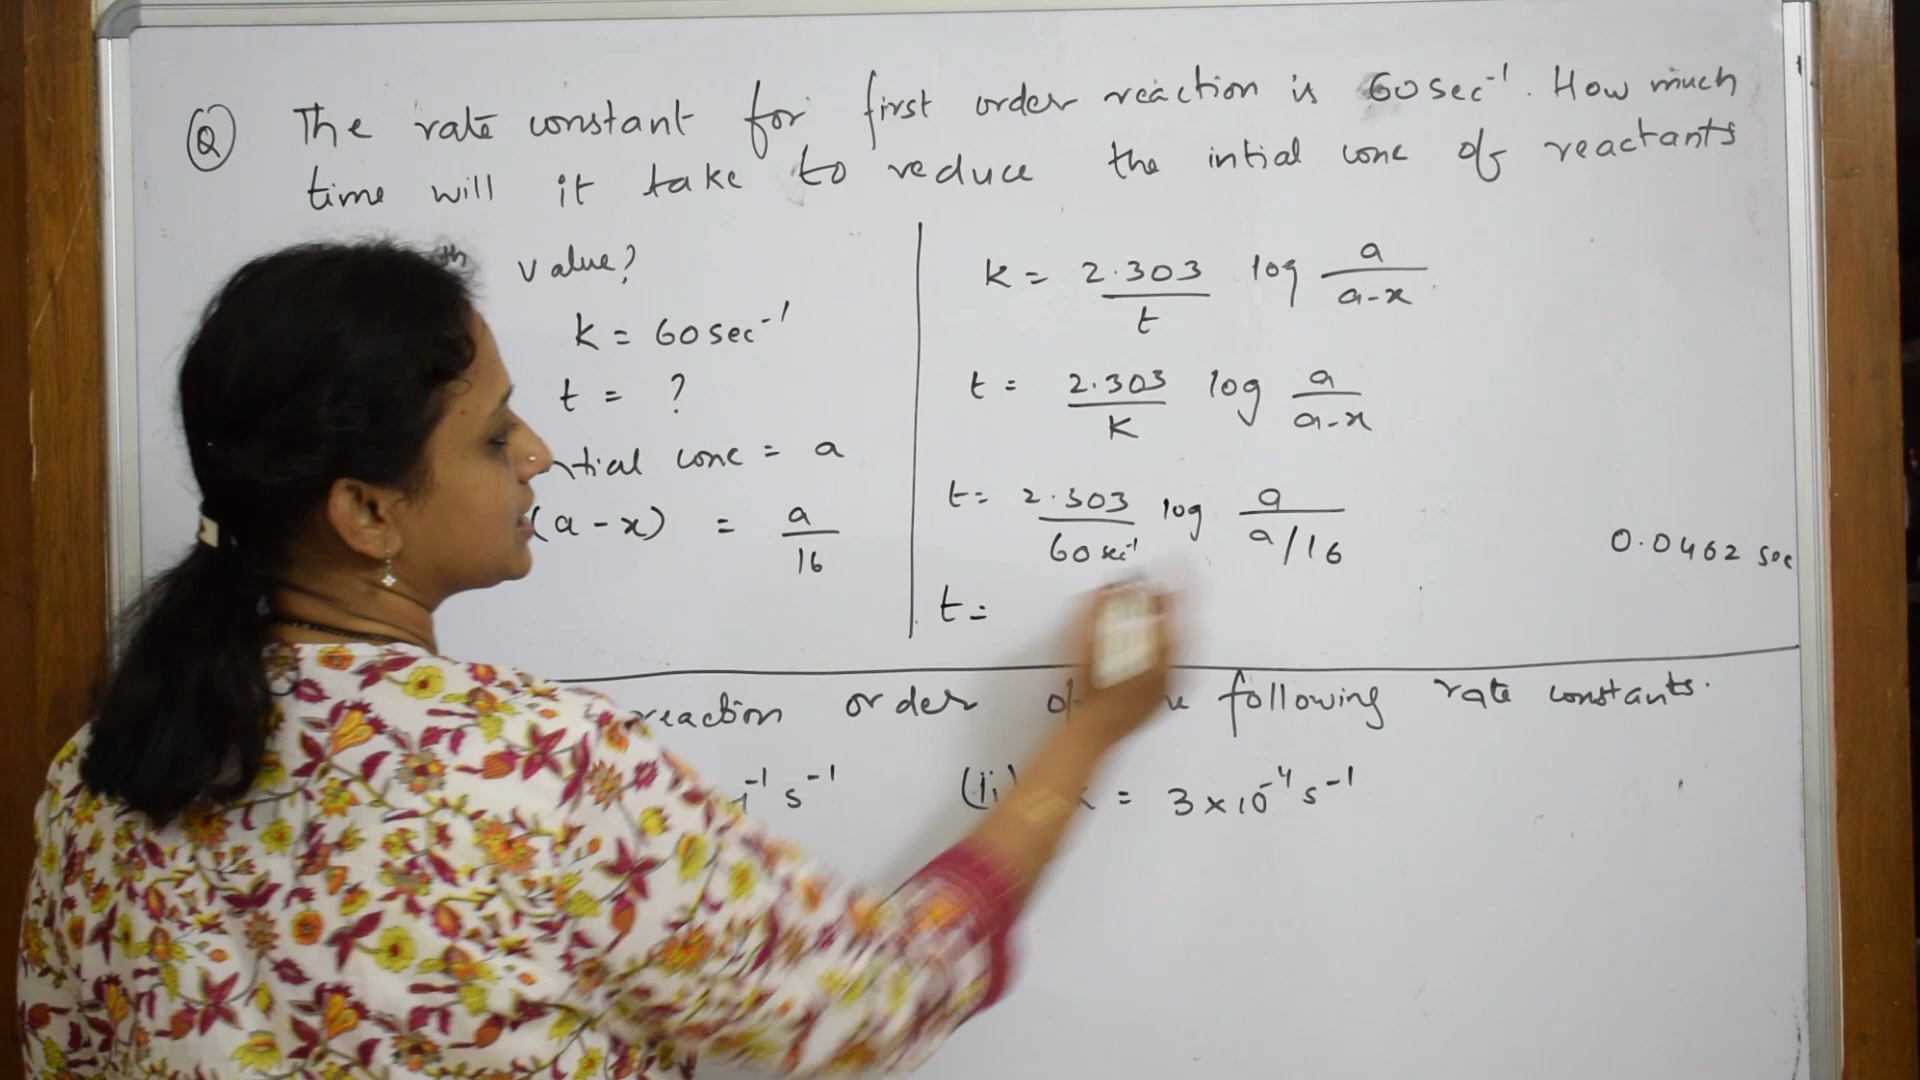 Q The rate constant for first order reaction is 60 sec⁻¹. How much
time will it take to reduce the intial conc of reactants
th value?
k = 60 sec⁻¹
t = ?
ntial conc = a
(a - x) = a/16
k = 2.303/t log a/a-x
t = 2.303/k log a/a-x
t = 2.303/60 sec⁻¹ log a/a/16
t =
0.0462 sec
reaction order of following rate constants.
⁻¹ s⁻¹
(ii) = 3 × 10⁻⁴ s⁻¹